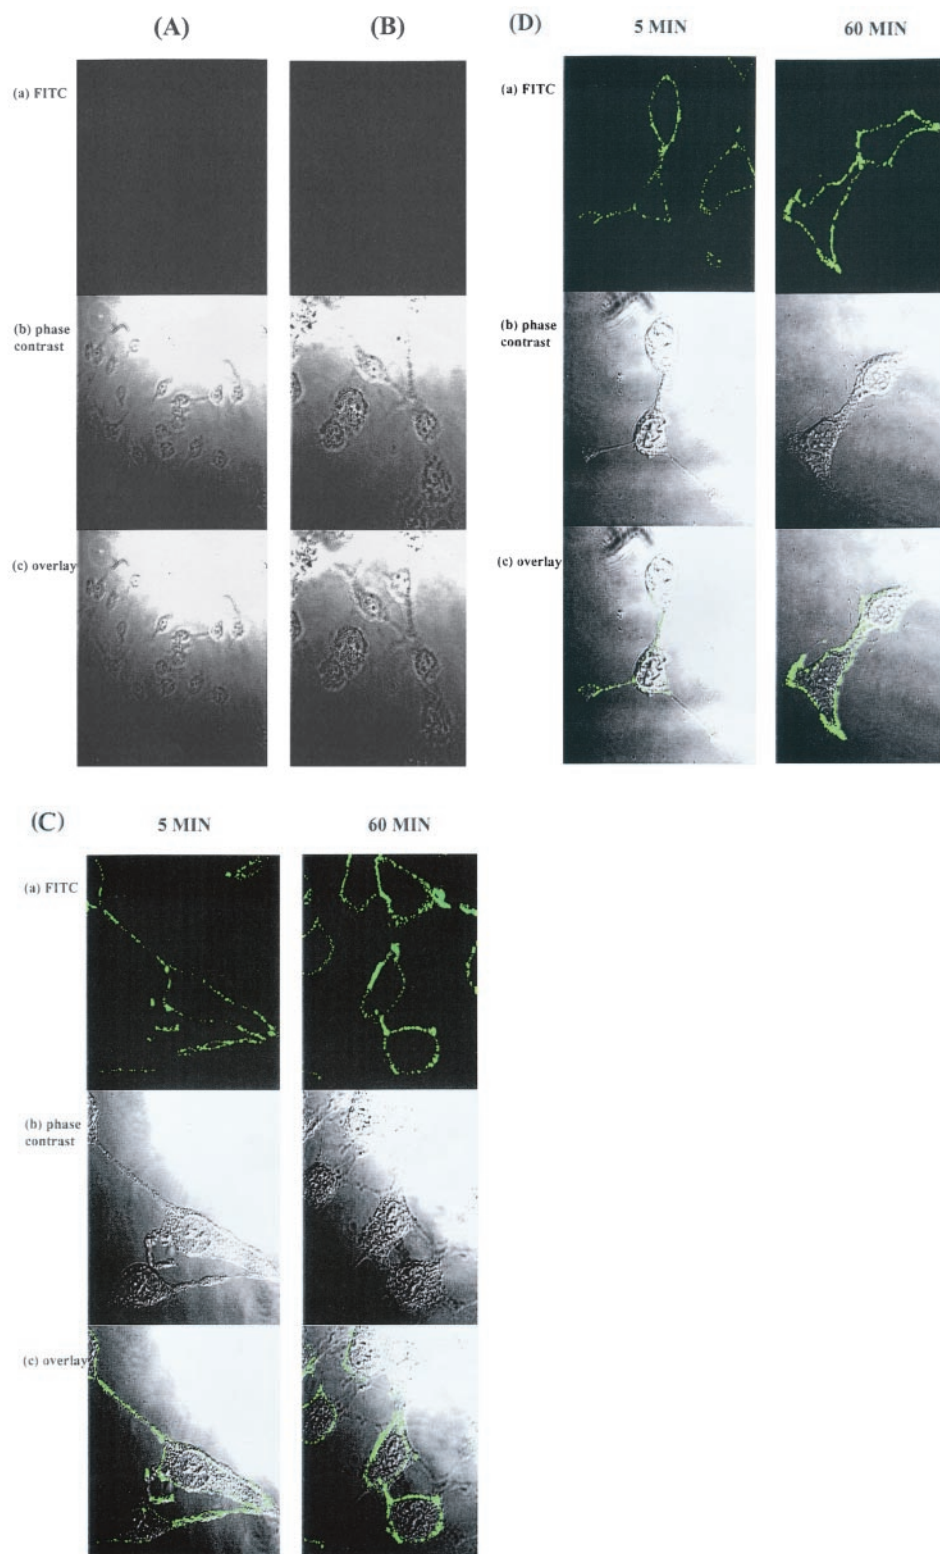 (A)
(B)
(a) FITC
(b) phase
contrast
(c) overlay
(D)
5 MIN
60 MIN
(a) FITC
(b) phase
contrast
(c) overlay
(C)
5 MIN
60 MIN
(a) FITC
(b) phase
contrast
(c) overlay